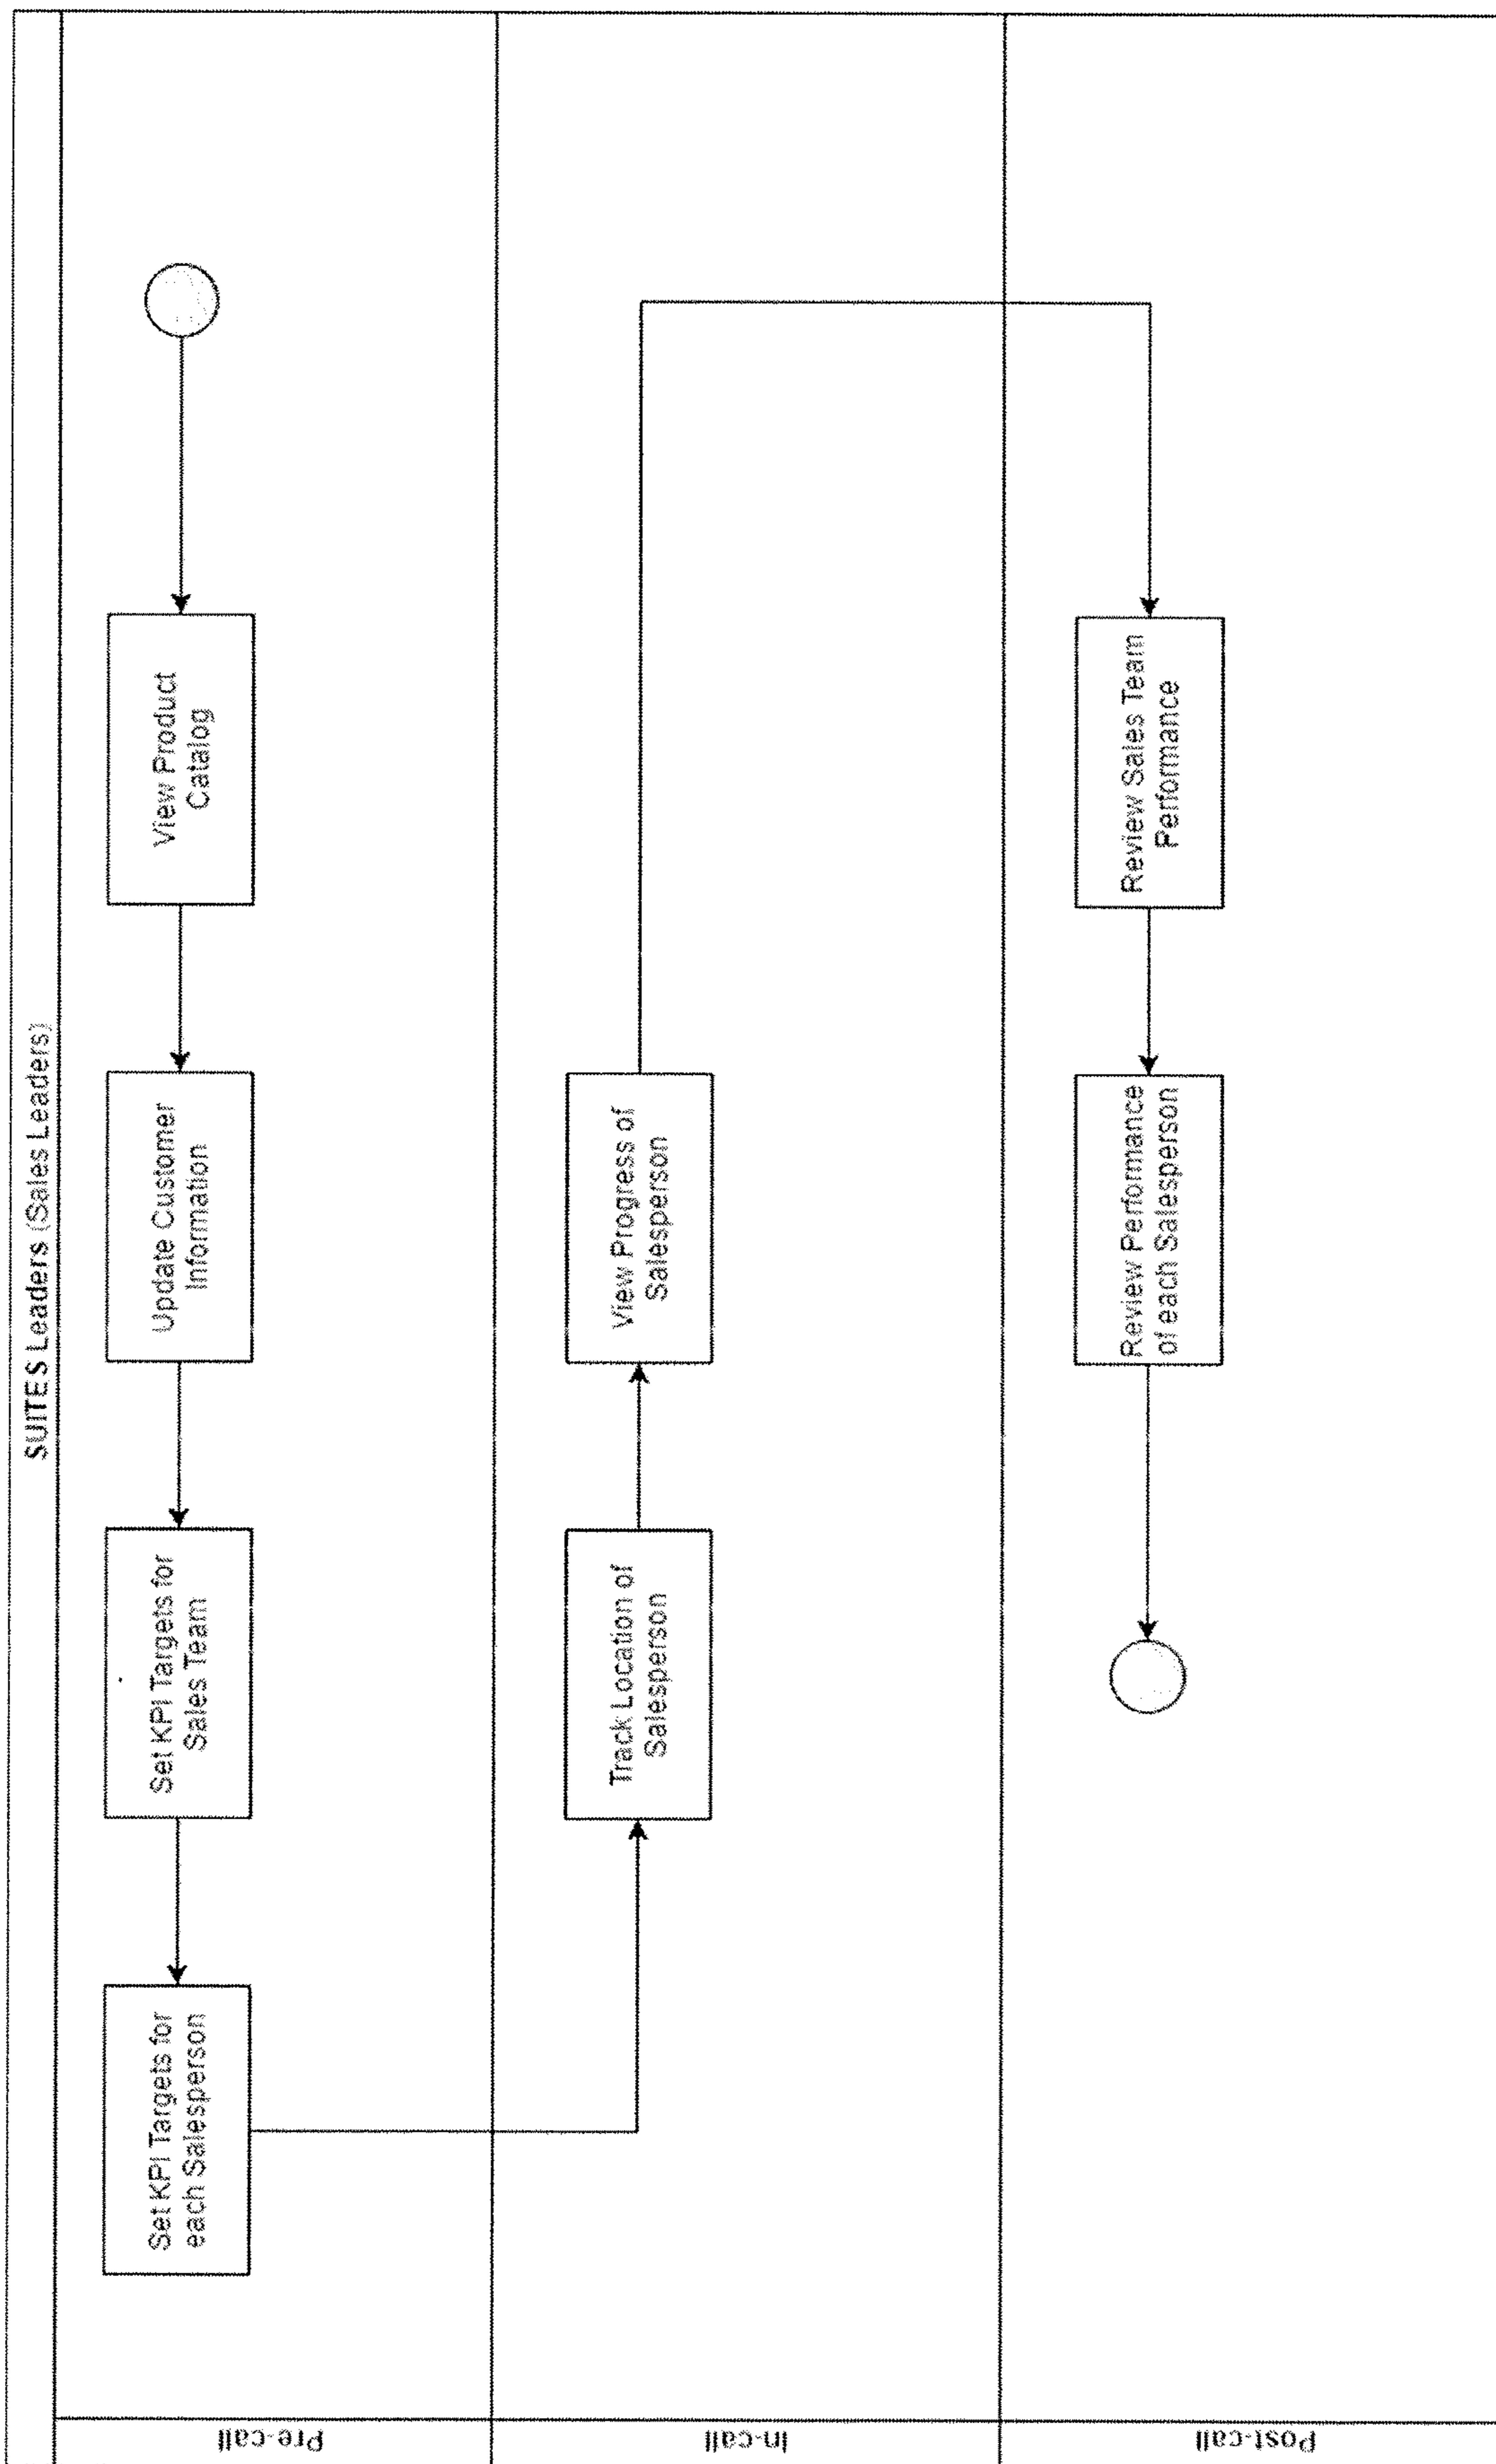 SUITES Leaders (Sales Leaders)
Pre-call
View Product
Catalog
Update Customer
Information
Set KPI Targets for
Sales Team
Set KPI Targets for
each Salesperson
In-call
Track Location of
Salesperson
View Progress of
Salesperson
Post-call
Review Sales Team
Performance
Review Performance
of each Salesperson